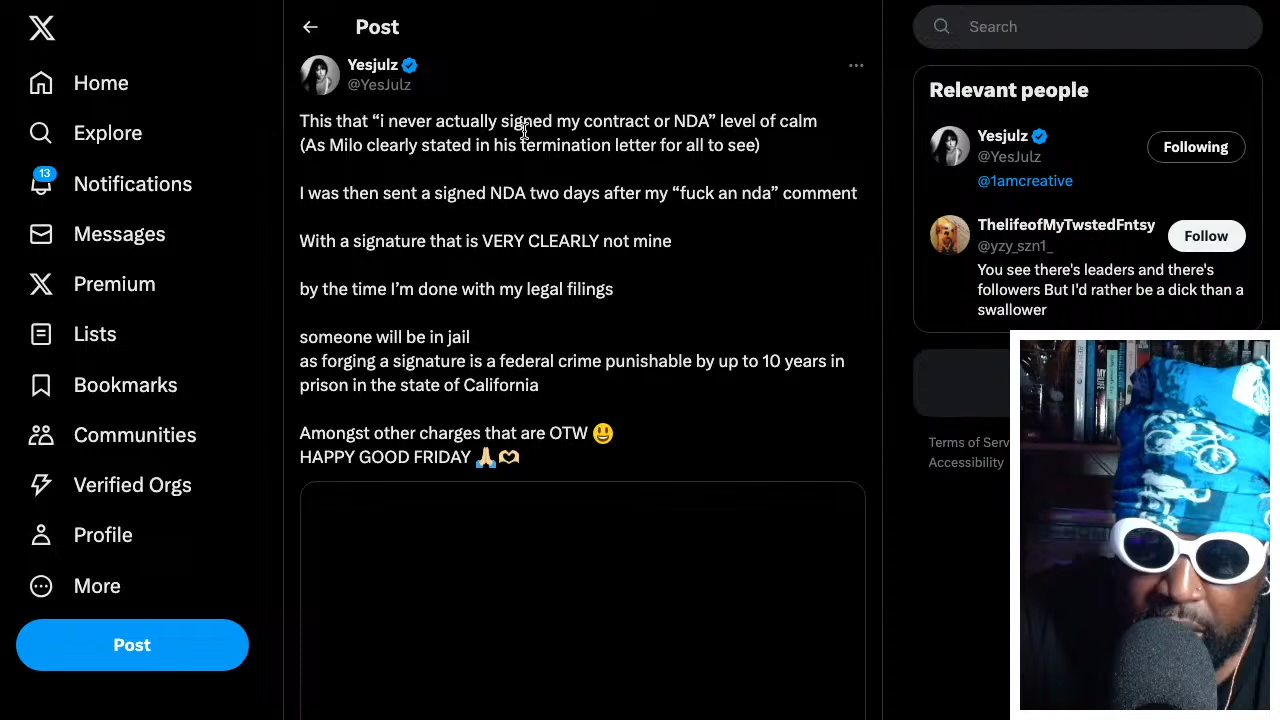 Home
Explore
13
Notifications
Messages
Premium
Lists
Bookmarks
Communities
Verified Orgs
Profile
More
Post
Post
Yesjulz
@YesJulz
This that “i never actually signed my contract or NDA” level of calm
(As Milo clearly stated in his termination letter for all to see)
I was then sent a signed NDA two days after my “fuck an nda” comment
With a signature that is VERY CLEARLY not mine
by the time I’m done with my legal filings
someone will be in jail
as forging a signature is a federal crime punishable by up to 10 years in
prison in the state of California
Amongst other charges that are OTW 😃
HAPPY GOOD FRIDAY 🙏🏼🫶🏼
Search
Relevant people
Yesjulz
@YesJulz
Following
@1amcreative
ThelifeofMyTwstedFntsy
@yzy_szn1_
Follow
You see there's leaders and there's
followers But I'd rather be a dick than a
swallower
Terms of Serv
Accessibility